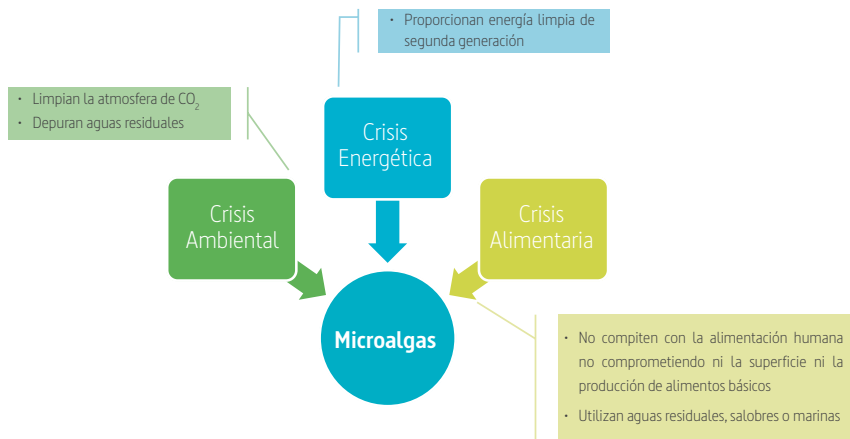 • Proporcionan energía limpia de
segunda generación
• Limpian la atmosfera de CO₂
• Depuran aguas residuales
Crisis
Energética
Crisis
Ambiental
Crisis
Alimentaria
Microalgas
• No compiten con la alimentación humana
no comprometiendo ni la superficie ni la
producción de alimentos básicos
• Utilizan aguas residuales, salobres o marinas